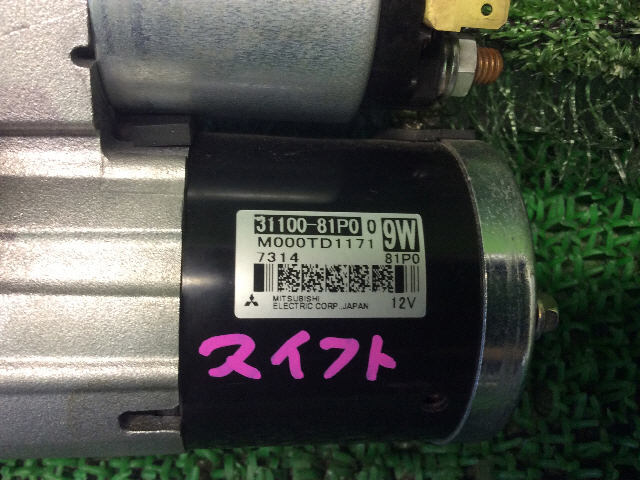 31100-81P0 0 9W
M000TD1171
7314 81P0
MITSUBISHI
ELECTRIC CORP.,JAPAN 12V
スイフト